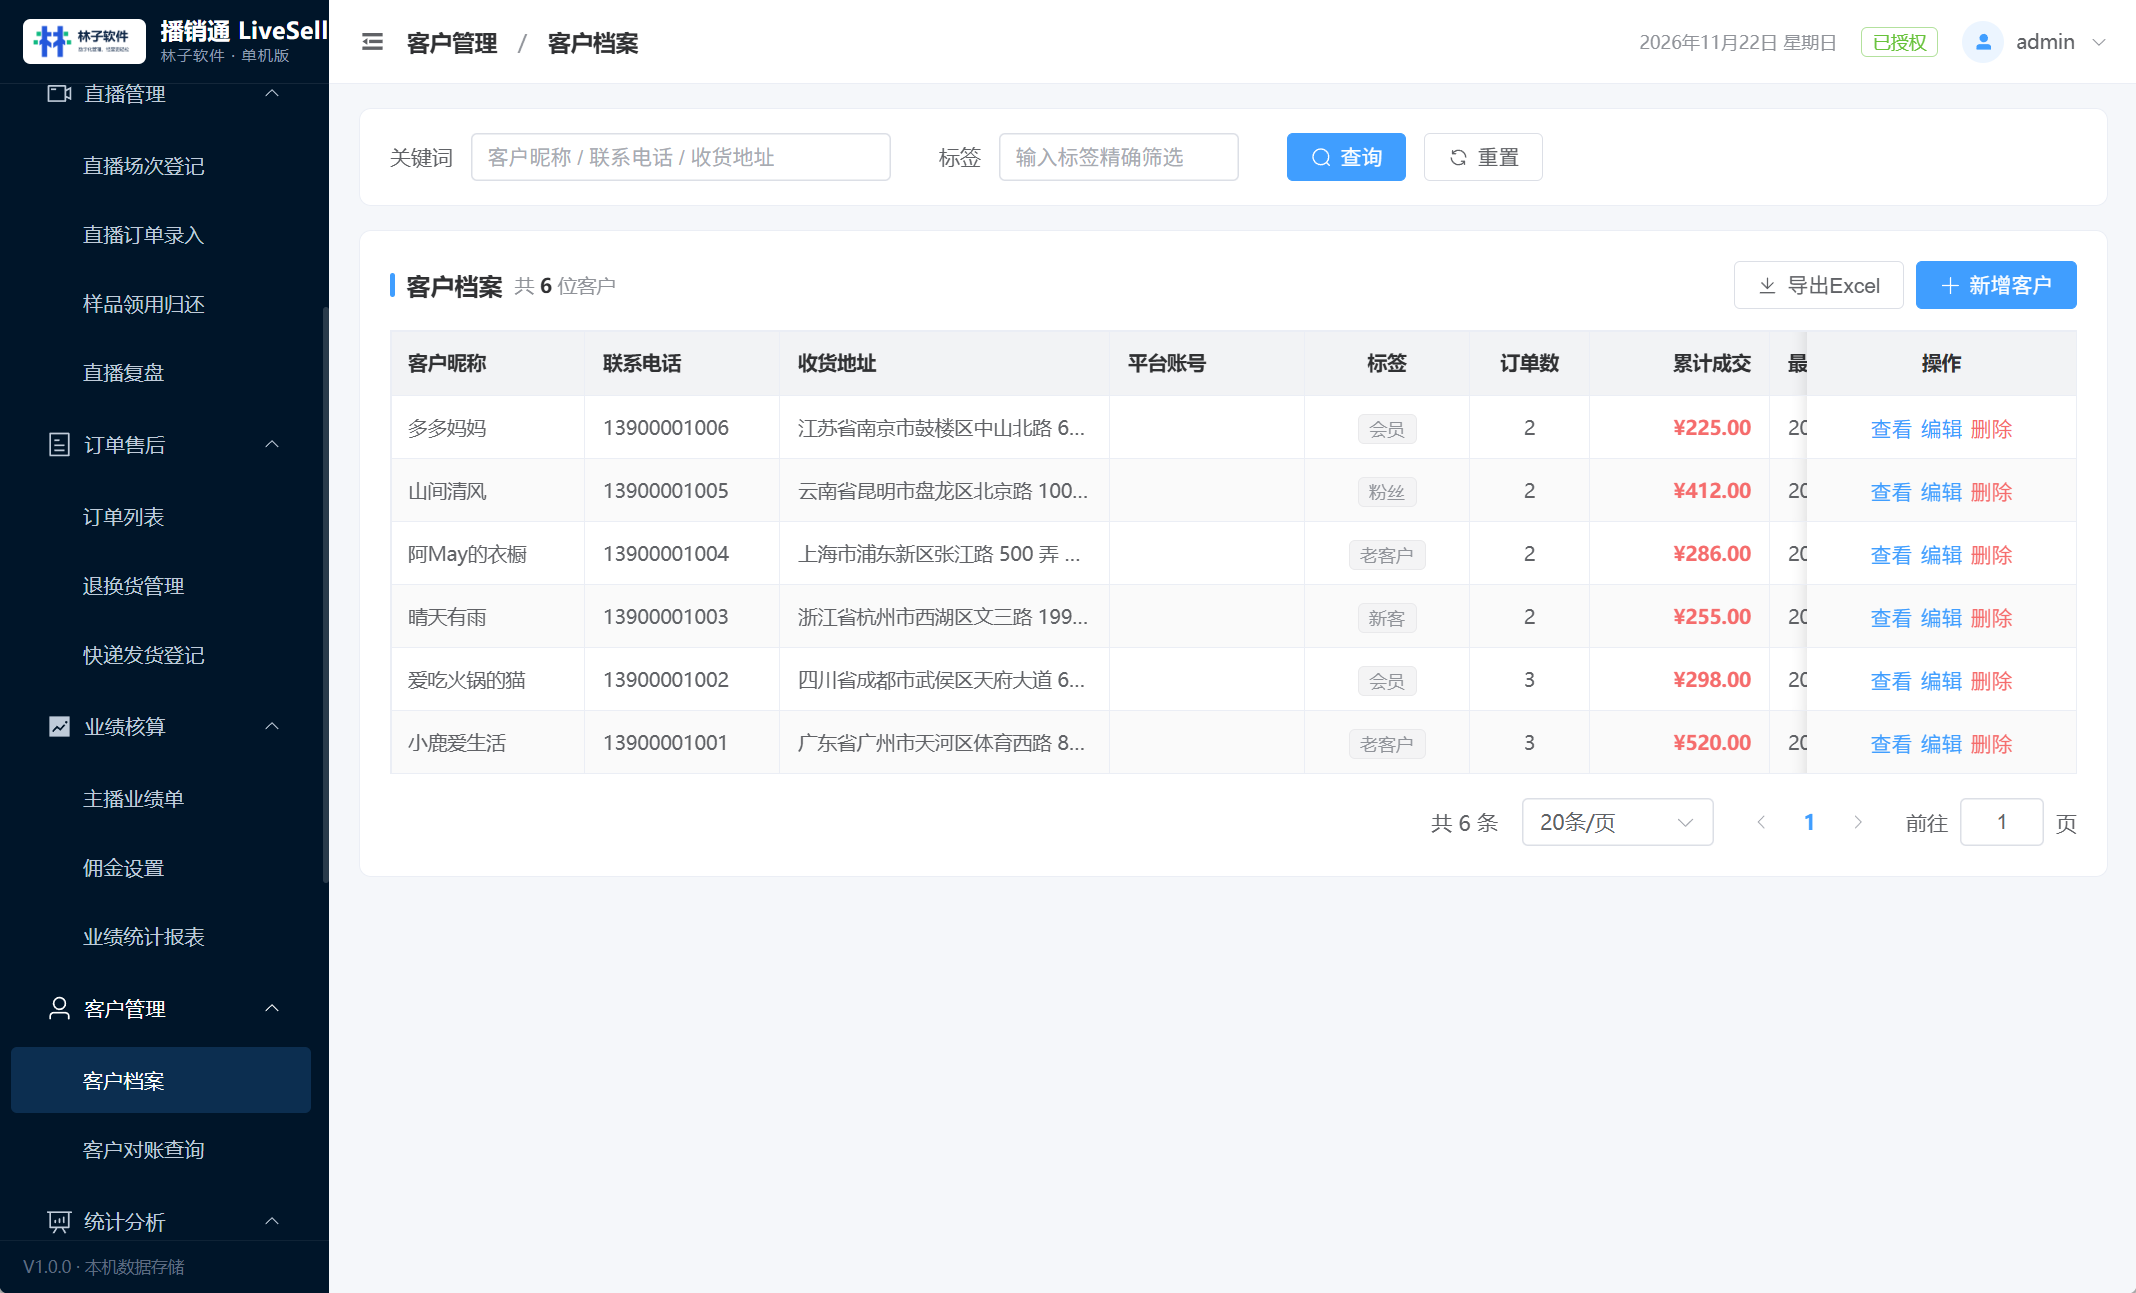 林子软件
播销通 LiveSell
林子软件 · 单机版
直播管理
直播场次登记
直播订单录入
样品领用归还
直播复盘
订单售后
订单列表
退换货管理
快递发货登记
业绩核算
主播业绩单
佣金设置
业绩统计报表
客户管理
客户档案
客户对账查询
统计分析
V1.0.0 · 本机数据存储
客户管理 / 客户档案
2026年11月22日 星期日 已授权 admin
关键词 客户昵称 / 联系电话 / 收货地址 标签 输入标签精确筛选 查询 重置
客户档案 共 6 位客户 导出Excel 新增客户
客户昵称 联系电话 收货地址 平台账号 标签 订单数 累计成交 最 操作
多多妈妈 13900001006 江苏省南京市鼓楼区中山北路 6... 会员 2 ¥225.00 20 查看 编辑 删除
山间清风 13900001005 云南省昆明市盘龙区北京路 100... 粉丝 2 ¥412.00 20 查看 编辑 删除
阿May的衣橱 13900001004 上海市浦东新区张江路 500 弄 ... 老客户 2 ¥286.00 20 查看 编辑 删除
晴天有雨 13900001003 浙江省杭州市西湖区文三路 199... 新客 2 ¥255.00 20 查看 编辑 删除
爱吃火锅的猫 13900001002 四川省成都市武侯区天府大道 6... 会员 3 ¥298.00 20 查看 编辑 删除
小鹿爱生活 13900001001 广东省广州市天河区体育西路 8... 老客户 3 ¥520.00 20 查看 编辑 删除
共 6 条 20条/页 1 前往 1 页